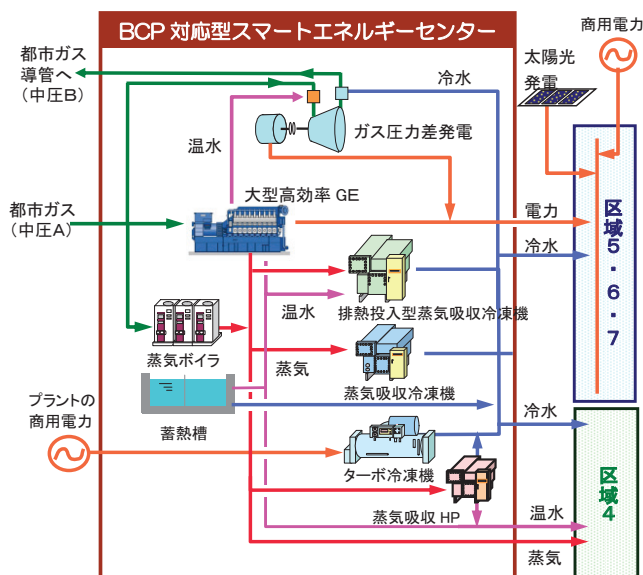 BCP 対応型スマートエネルギーセンター
商用電力
都市ガス
導管へ
(中圧B)
冷水
太陽光
発電
ガス圧力差発電
温水
大型高効率 GE
都市ガス
(中圧A)
電力
冷水
区域5・6・7
温水
排熱投入型蒸気吸収冷凍機
蒸気ボイラ
蒸気
蒸気吸収冷凍機
プラントの
商用電力
蓄熱槽
冷水
ターボ冷凍機
区域4
蒸気吸収 HP
温水
蒸気